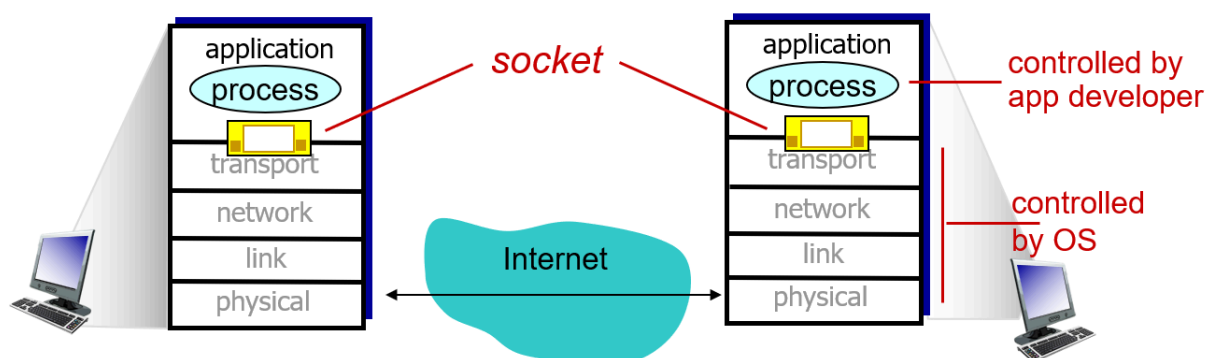 application
process
transport
network
link
physical
socket
Internet
application
process
transport
network
link
physical
controlled by
app developer
controlled
by OS